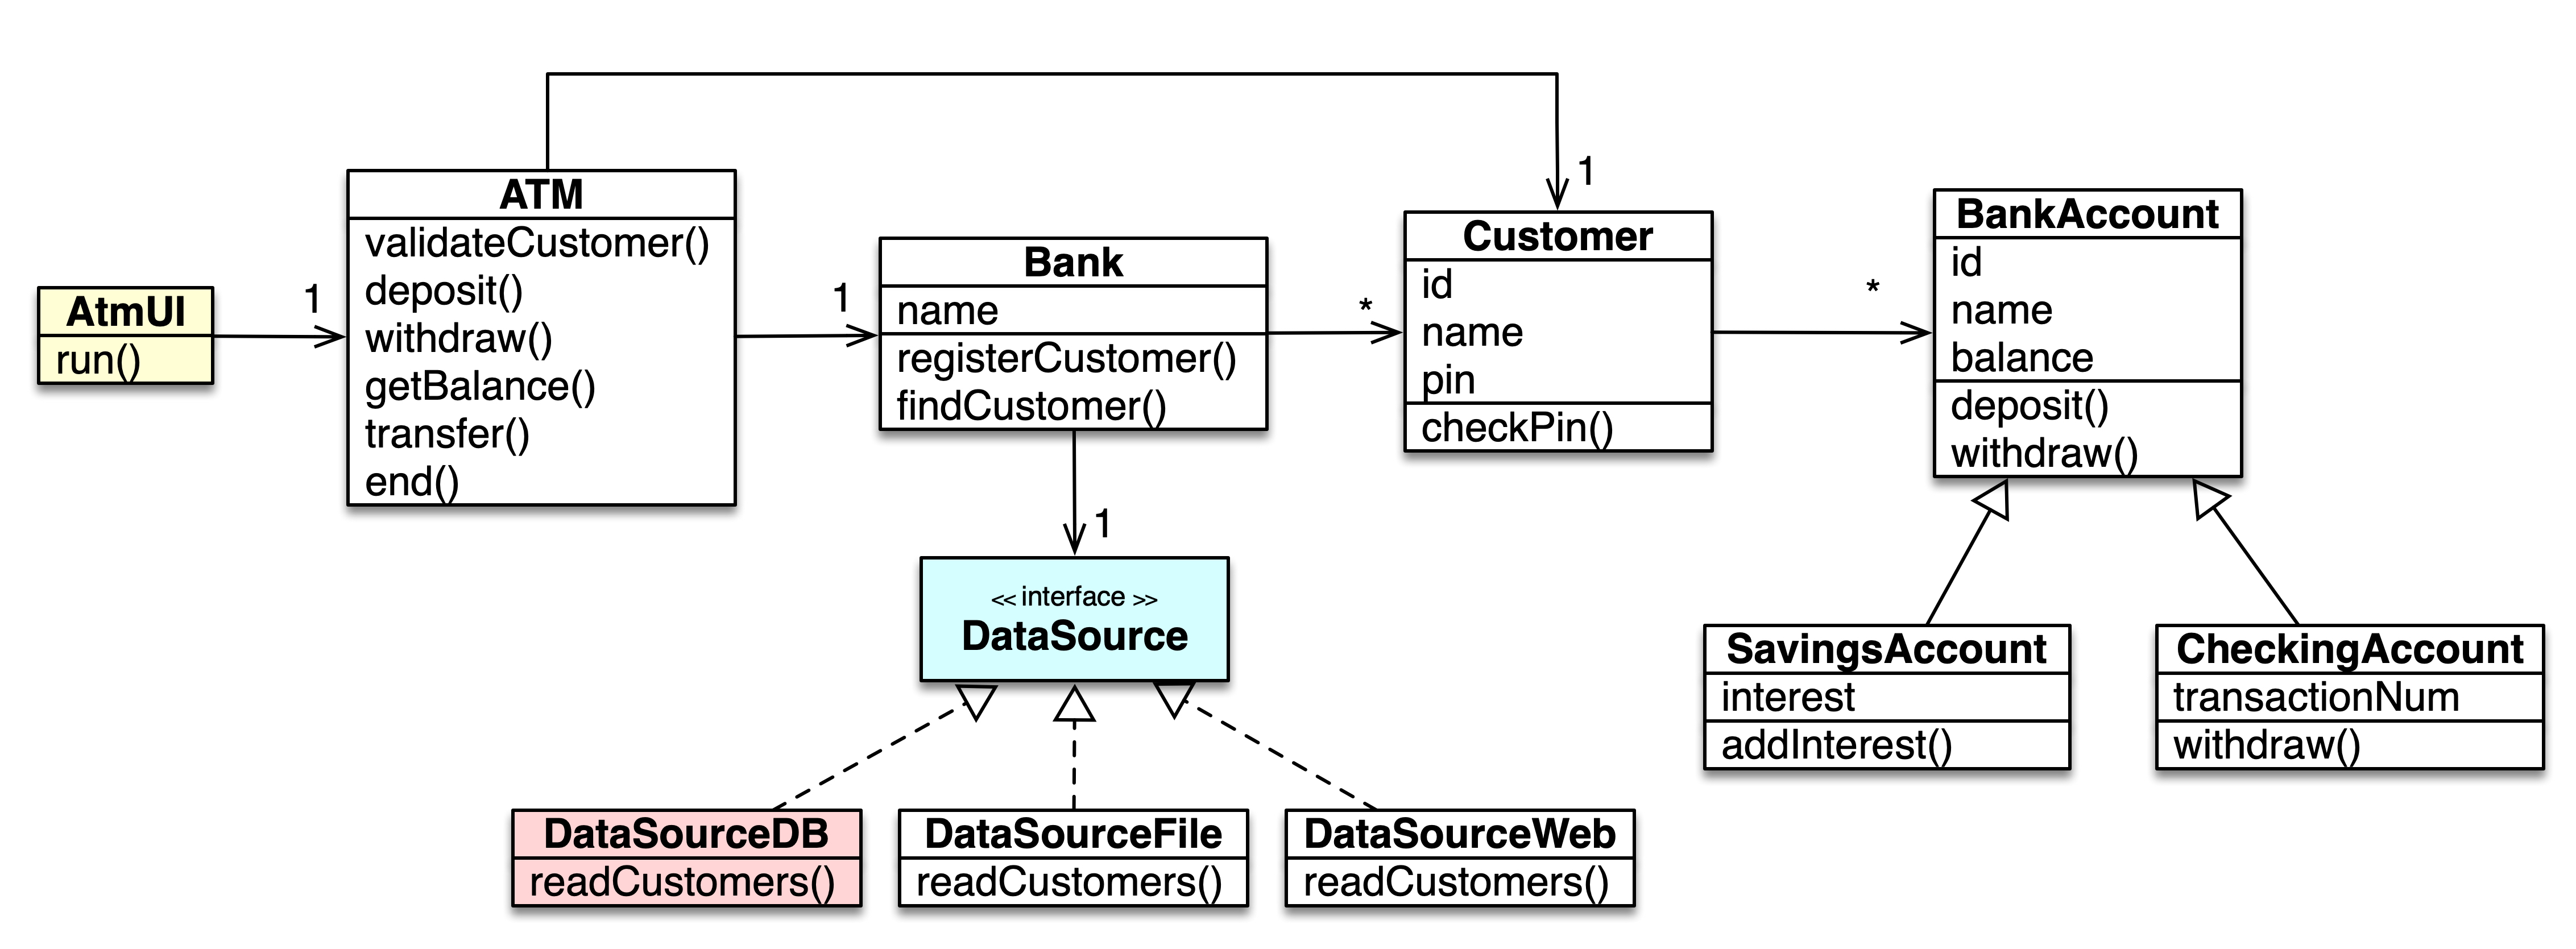 AtmUI
run()
1
ATM
validateCustomer()
deposit()
withdraw()
getBalance()
transfer()
end()
1
Bank
name
registerCustomer()
findCustomer()
*
1
1
Customer
id
name
pin
checkPin()
*
BankAccount
id
name
balance
deposit()
withdraw()
<< interface >>
DataSource
SavingsAccount
interest
addInterest()
CheckingAccount
transactionNum
withdraw()
DataSourceDB
readCustomers()
DataSourceFile
readCustomers()
DataSourceWeb
readCustomers()